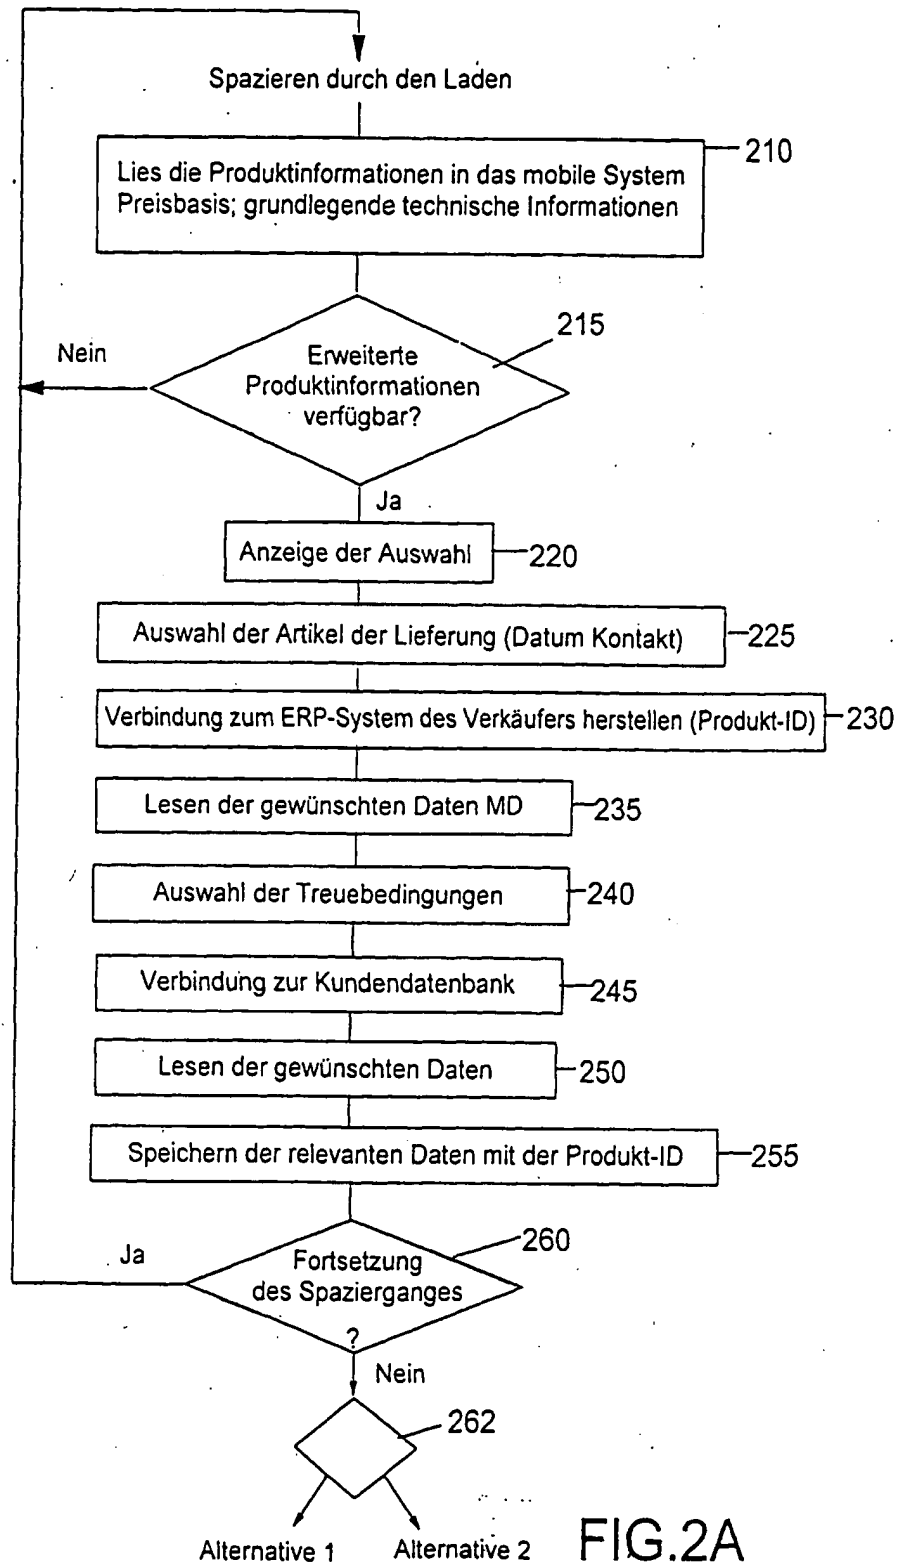 Spazieren durch den Laden
210
Lies die Produktinformationen in das mobile System
Preisbasis; grundlegende technische Informationen
215
Nein
Erweiterte
Produktinformationen
verfügbar?
Ja
Anzeige der Auswahl
220
Auswahl der Artikel der Lieferung (Datum Kontakt)
225
Verbindung zum ERP-System des Verkäufers herstellen (Produkt-ID)
230
Lesen der gewünschten Daten MD
235
Auswahl der Treuebedingungen
240
Verbindung zur Kundendatenbank
245
Lesen der gewünschten Daten
250
Speichern der relevanten Daten mit der Produkt-ID
255
260
Ja
Fortsetzung
des Spazierganges
?
Nein
262
Alternative 1
Alternative 2
FIG.2A